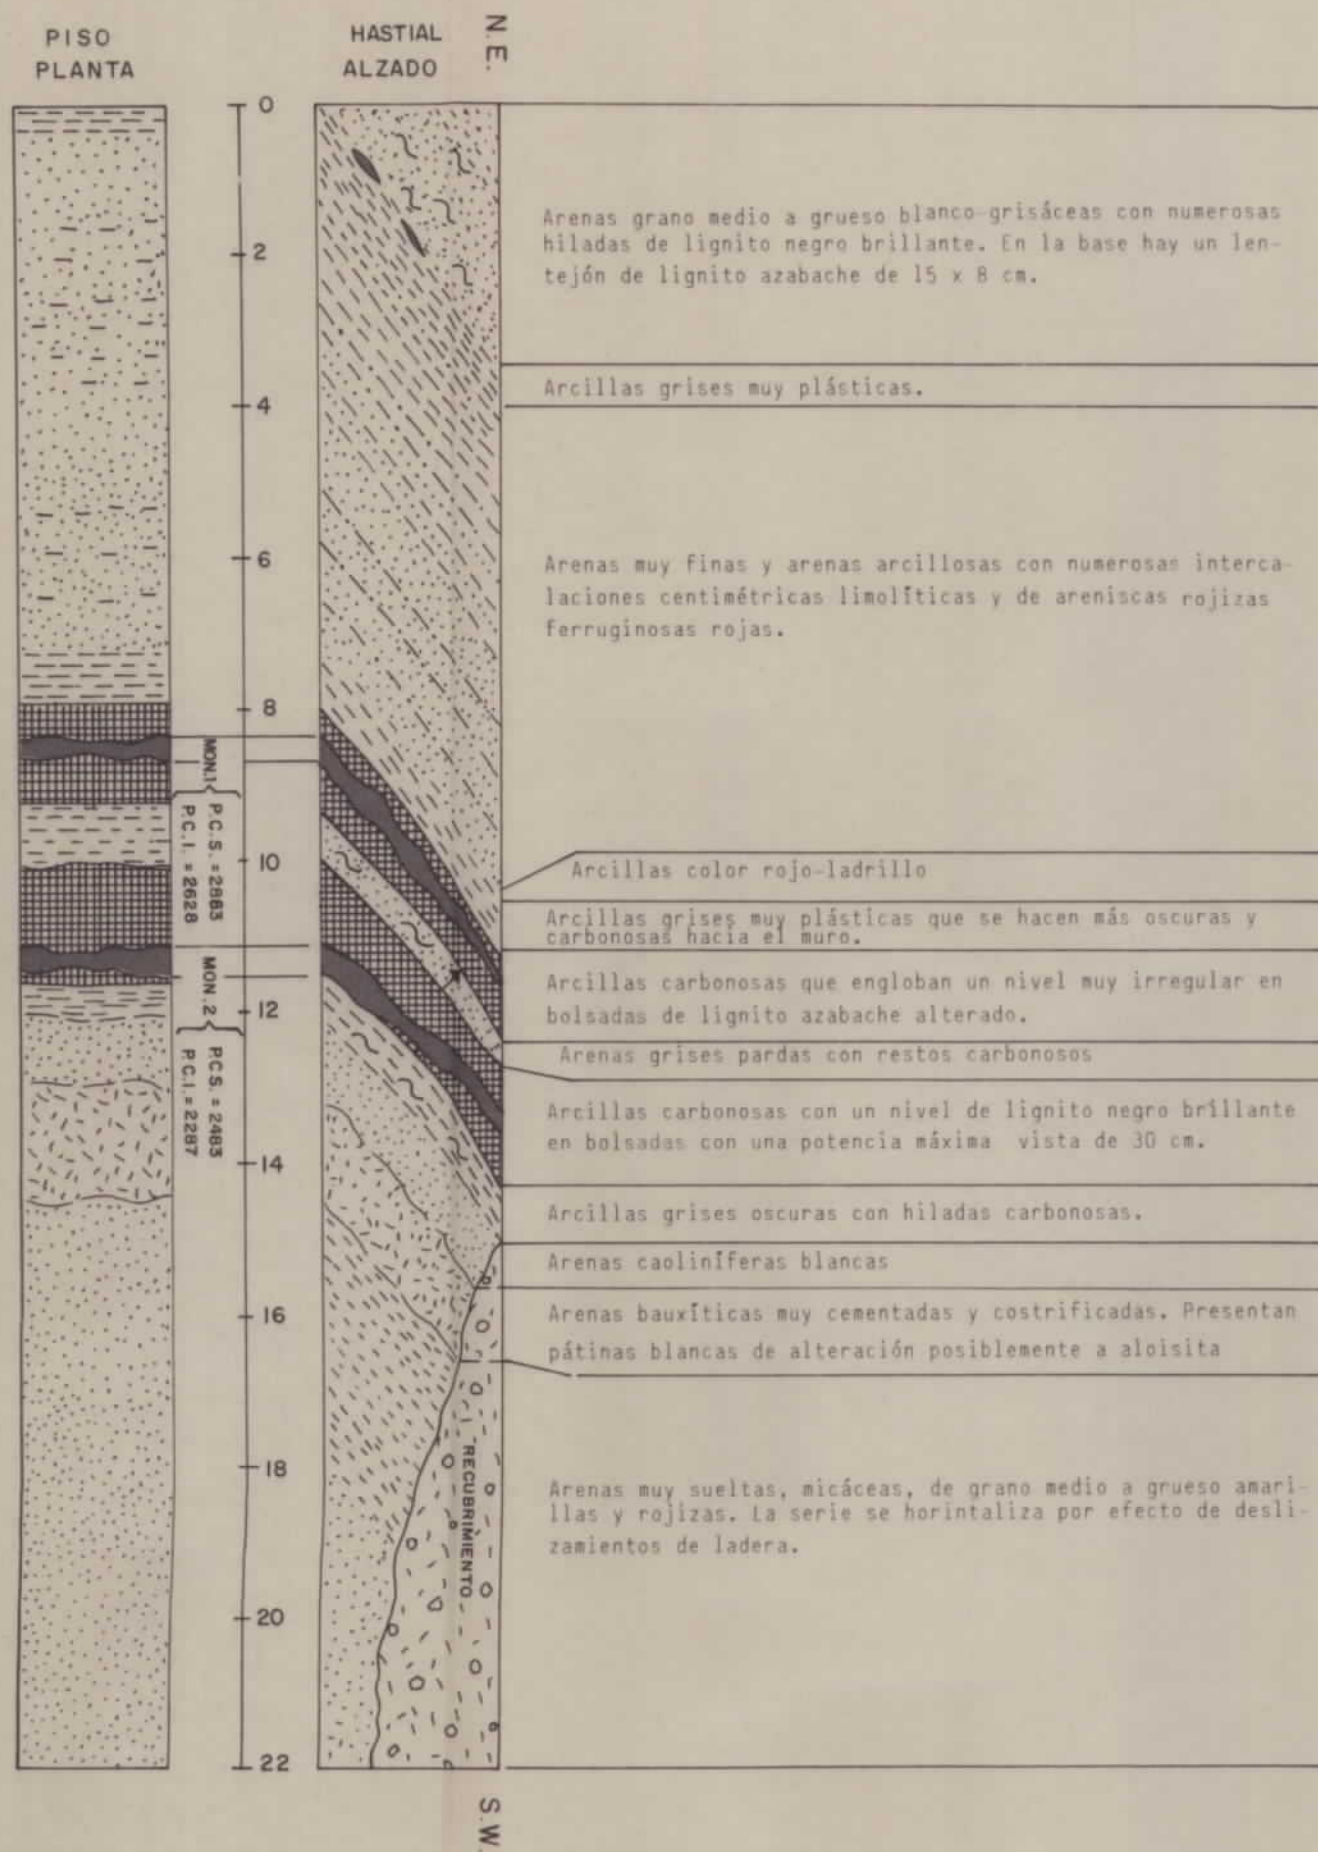 PISO
PLANTA
HASTIAL
ALZADO
N.E.
0
2
4
6
8
10
12
14
16
18
20
22
MON.1
P.C.S. = 2863
P.C.I. = 2628
MON. 2
P.C.S. = 2483
P.C.I. = 2287
RECUBRIMIENTO
S.W.
Arenas grano medio a grueso blanco-grisáceas con numerosas
hiladas de lignito negro brillante. En la base hay un len-
tejón de lignito azabache de 15 x 8 cm.
Arcillas grises muy plásticas.
Arenas muy finas y arenas arcillosas con numerosas interca-
laciones centimétricas limolíticas y de areniscas rojizas
ferruginosas rojas.
Arcillas color rojo-ladrillo
Arcillas grises muy plásticas que se hacen más oscuras y
carbonosas hacia el muro.
Arcillas carbonosas que engloban un nivel muy irregular en
bolsadas de lignito azabache alterado.
Arenas grises pardas con restos carbonosos
Arcillas carbonosas con un nivel de lignito negro brillante
en bolsadas con una potencia máxima vista de 30 cm.
Arcillas grises oscuras con hiladas carbonosas.
Arenas caoliníferas blancas
Arenas bauxíticas muy cementadas y costrificadas. Presentan
pátinas blancas de alteración posiblemente a aloisita
Arenas muy sueltas, micáceas, de grano medio a grueso amari-
llas y rojizas. La serie se horintaliza por efecto de desli-
zamientos de ladera.